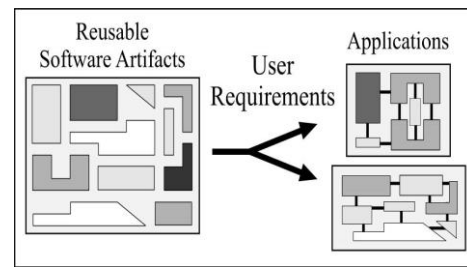 Reusable
Software Artifacts
User
Requirements
Applications